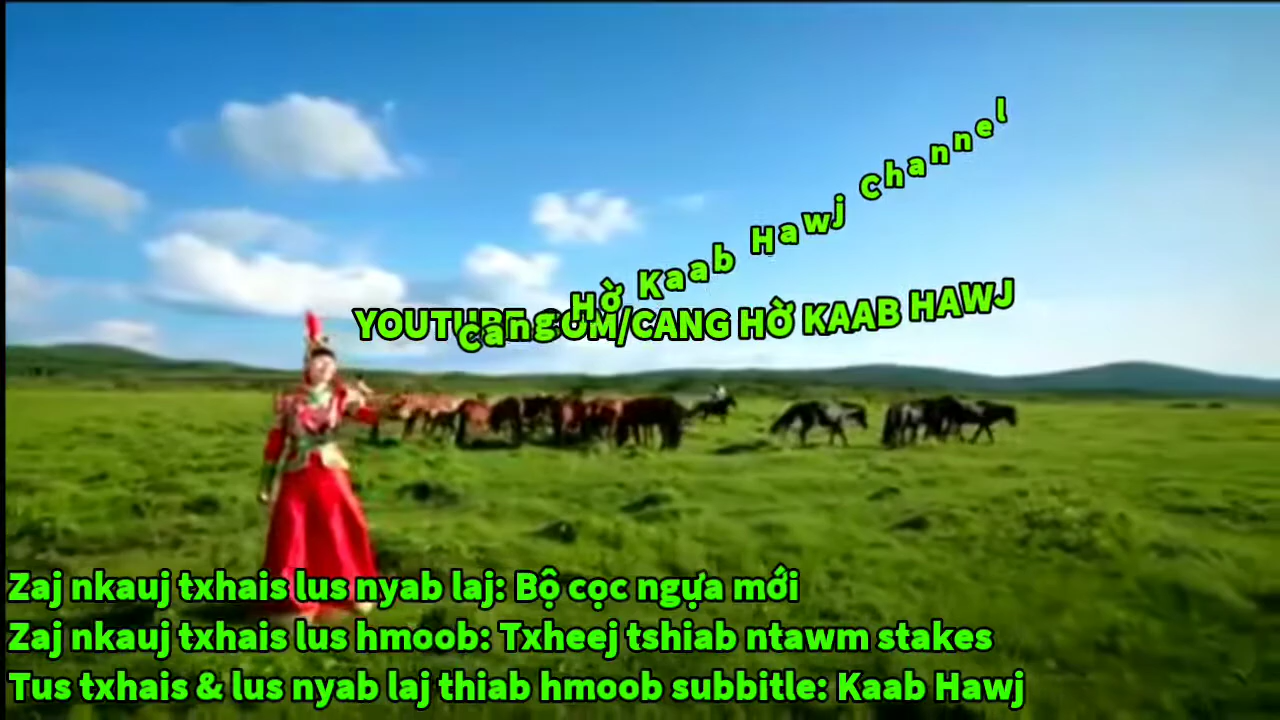 Cang Hờ Kaab Hawj Channel
YOUTUBE.COM/CANG HỜ KAAB HAWJ
Zaj nkauj txhais lus nyab laj: Bộ cọc ngựa mới
Zaj nkauj txhais lus hmoob: Txheej tshiab ntawm stakes
Tus txhais & lus nyab laj thiab hmoob subbitle: Kaab Hawj